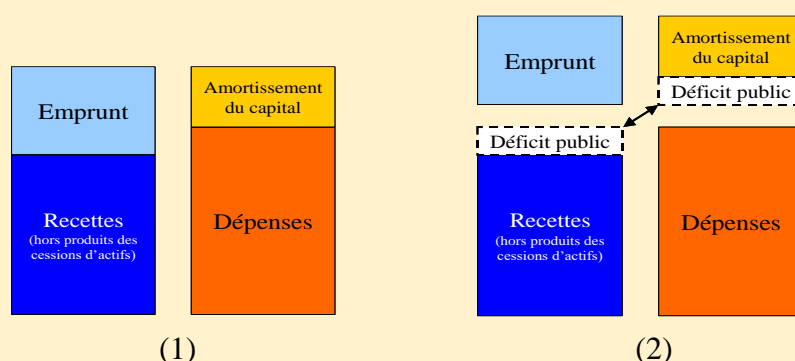 Emprunt
Recettes
(hors produits des
cessions d'actifs)
Amortissement
du capital
Dépenses
(1)
Emprunt
Déficit public
Recettes
(hors produits des
cessions d'actifs)
Amortissement
du capital
Déficit public
Dépenses
(2)